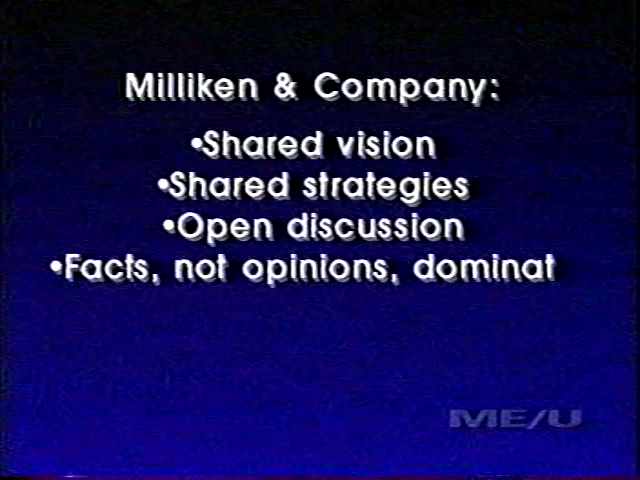 Milliken & Company:
•Shared vision
•Shared strategies
•Open discussion
•Facts, not opinions, dominat
ME/U